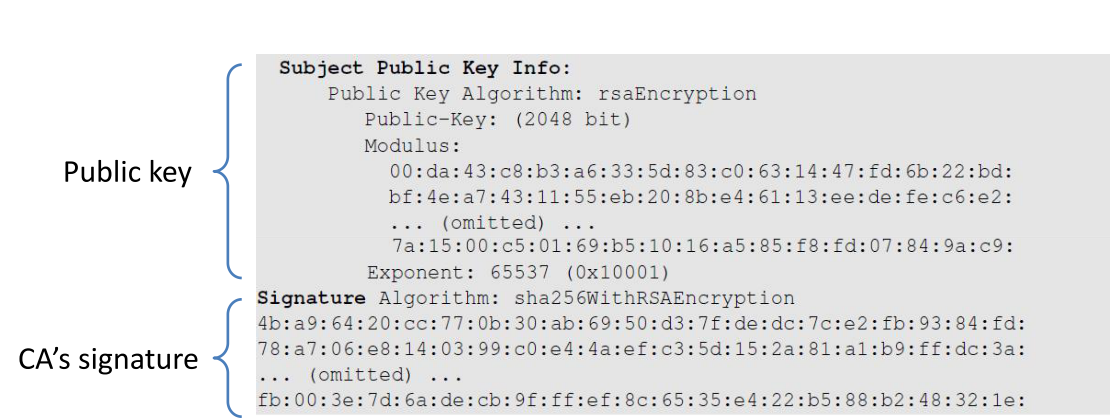 Subject Public Key Info:
Public Key Algorithm: rsaEncryption
Public-Key: (2048 bit)
Modulus:
00:da:43:c8:b3:a6:33:5d:83:c0:63:14:47:fd:6b:22:bd:
bf:4e:a7:43:11:55:eb:20:8b:e4:61:13:ee:de:fe:c6:e2:
... (omitted) ...
7a:15:00:c5:01:69:b5:10:16:a5:85:f8:fd:07:84:9a:c9:
Exponent: 65537 (0x10001)
Public key
Signature Algorithm: sha256WithRSAEncryption
4b:a9:64:20:cc:77:0b:30:ab:69:50:d3:7f:de:dc:7c:e2:fb:93:84:fd:
78:a7:06:e8:14:03:99:c0:e4:4a:ef:c3:5d:15:2a:81:a1:b9:ff:dc:3a:
... (omitted) ...
fb:00:3e:7d:6a:de:cb:9f:ff:ef:8c:65:35:e4:22:b5:88:b2:48:32:1e:
CA’s signature